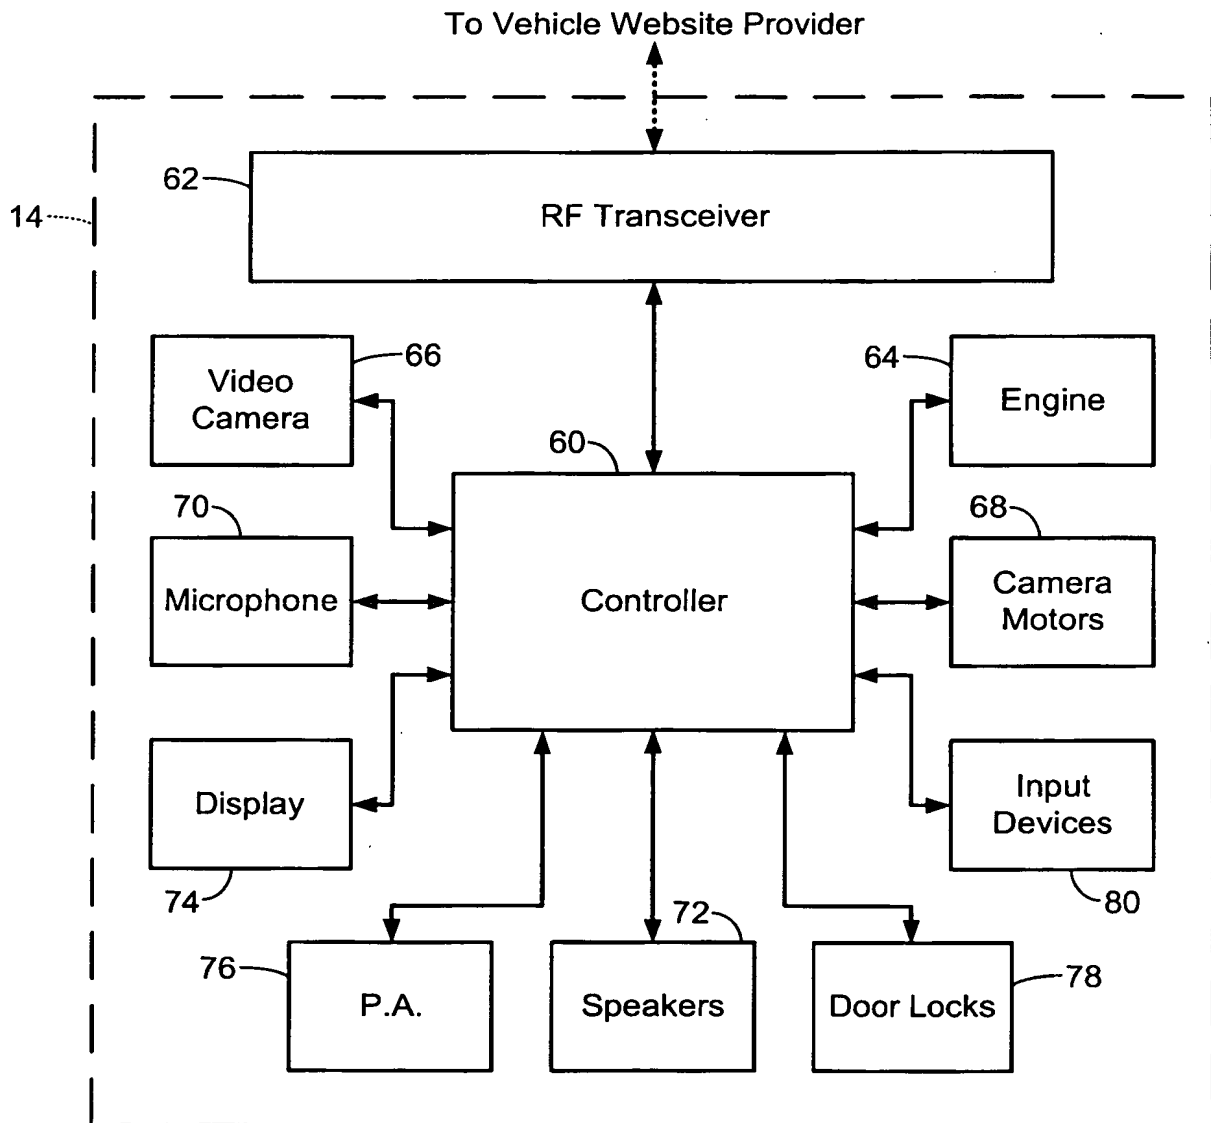 To Vehicle Website Provider
62
RF Transceiver
14
Video
Camera
66
64
Engine
60
70
Microphone
Controller
68
Camera
Motors
Display
74
Input
Devices
80
76
P.A.
72
Speakers
Door Locks
78